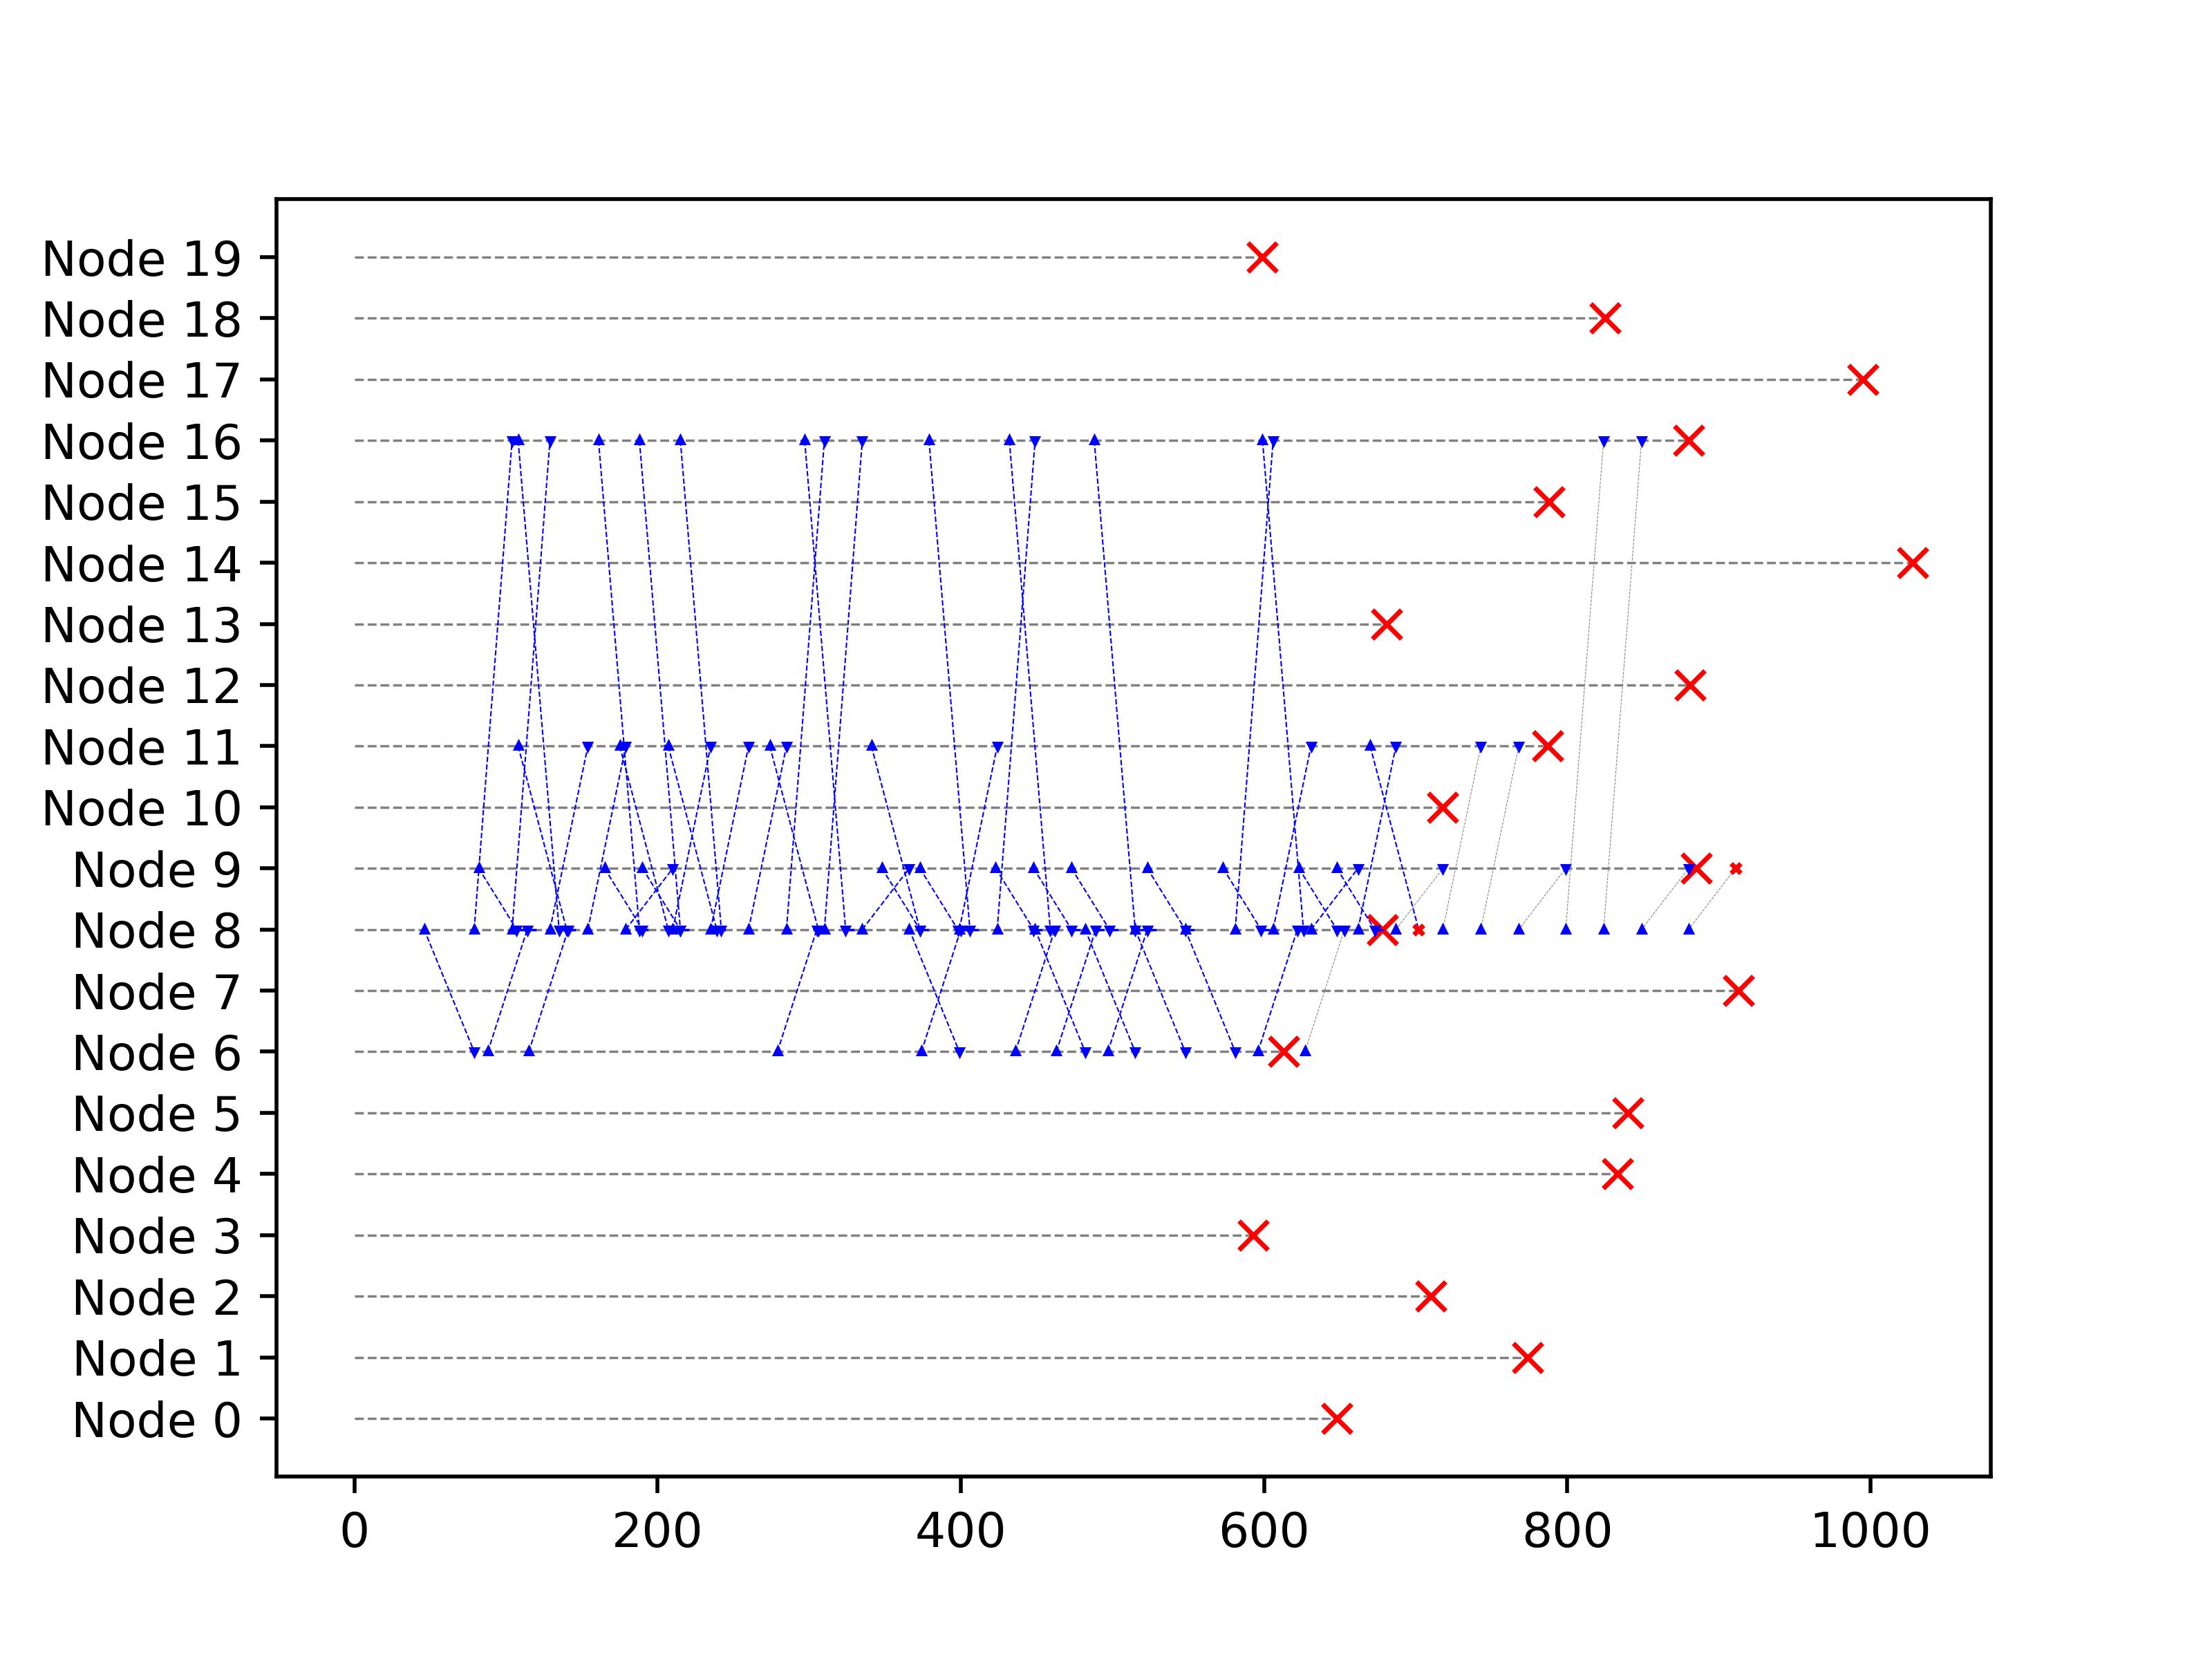 Node 19
Node 18
Node 17
Node 16
Node 15
Node 14
Node 13
Node 12
Node 11
Node 10
Node 9
Node 8
Node 7
Node 6
Node 5
Node 4
Node 3
Node 2
Node 1
Node 0
0 200 400 600 800 1000